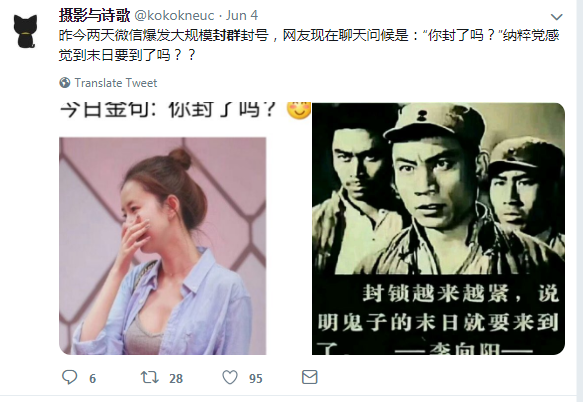 摄影与诗歌 @kokokneuc · Jun 4
昨今两天微信爆发大规模封群封号，网友现在聊天问候是：“你封了吗？”纳粹党感
觉到末日要到了吗？？
Translate Tweet
今日金句：你封了吗？
封锁越来越紧，说
明鬼子的末日就要来到
了。 ——李向阳——
6 28 95